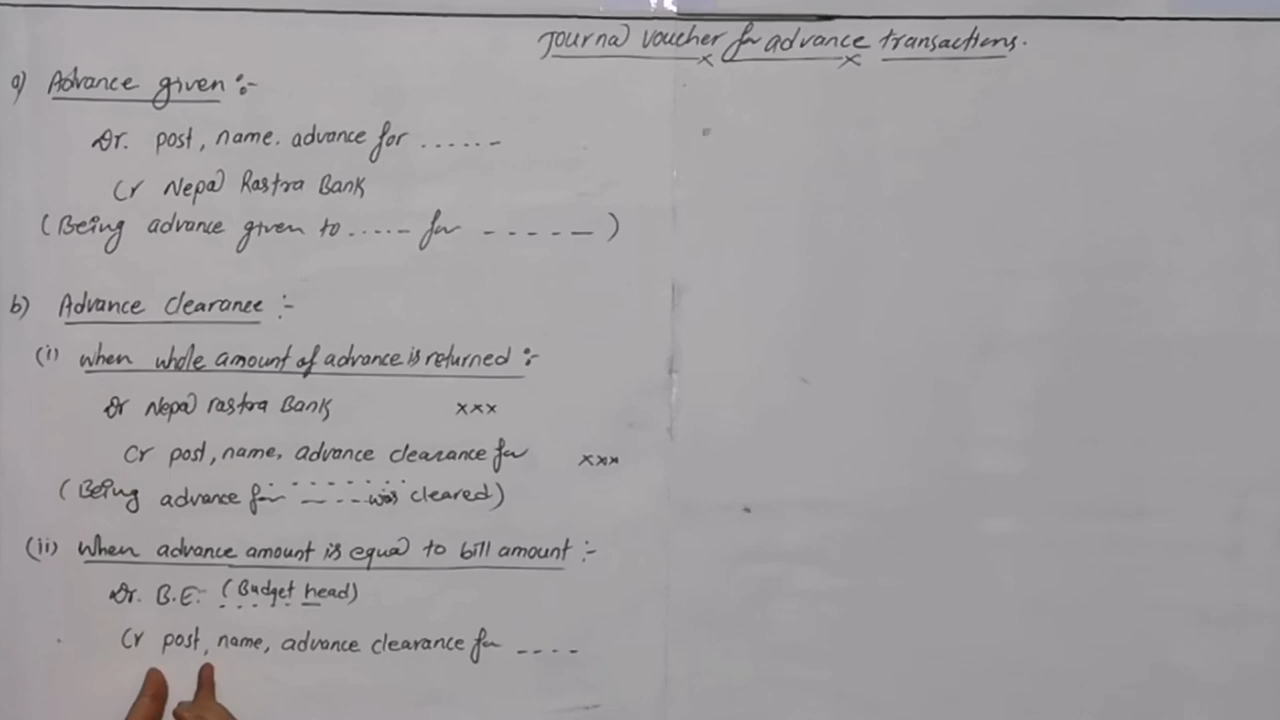 Journal voucher for advance transactions.
a) Advance given :-
Dr. post, name. advance for ......
Cr Nepal Rastra Bank
(Being advance given to ..... for - - - - - )
b) Advance clearance :-
(i) when whole amount of advance is returned :-
Dr Nepal rastra Bank xxx
Cr post, name, advance clearance for xxx
(Being advance for - - - - was cleared)
(ii) When advance amount is equal to bill amount :-
Dr. B.E. (Budget head)
Cr post, name, advance clearance for - - - -